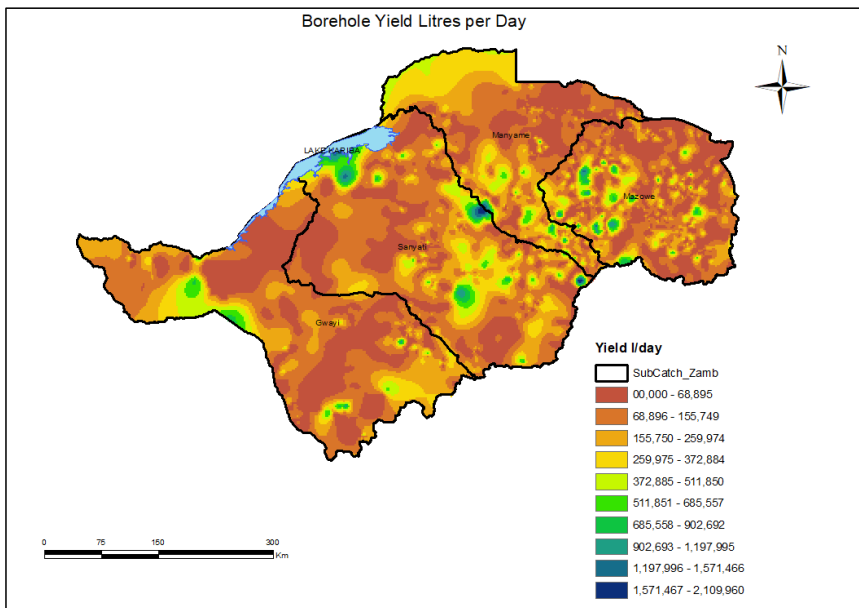 Borehole Yield Litres per Day
N
LAKE KARIBA
Manyame
Mazowe
Sanyati
Gwayi
Yield l/day
SubCatch_Zamb
00,000 - 68,895
68,896 - 155,749
155,750 - 259,974
259,975 - 372,884
372,885 - 511,850
511,851 - 685,557
685,558 - 902,692
902,693 - 1,197,995
1,197,996 - 1,571,466
1,571,467 - 2,109,960
0 75 150 300
Km